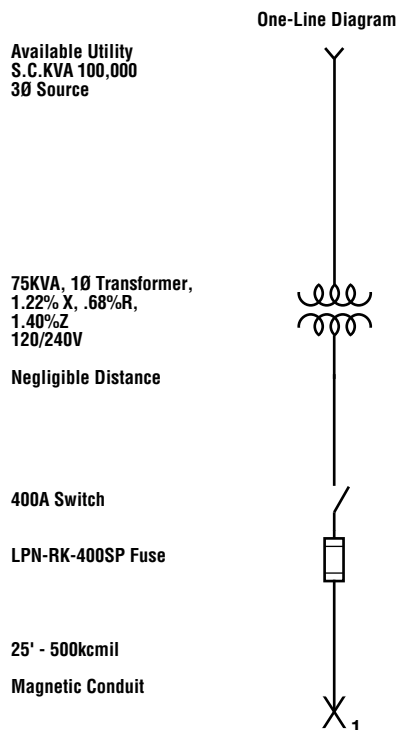 One-Line Diagram
Available Utility
S.C.KVA 100,000
3Ø Source
75KVA, 1Ø Transformer,
1.22% X, .68%R,
1.40%Z
120/240V
Negligible Distance
400A Switch
LPN-RK-400SP Fuse
25' - 500kcmil
Magnetic Conduit
1